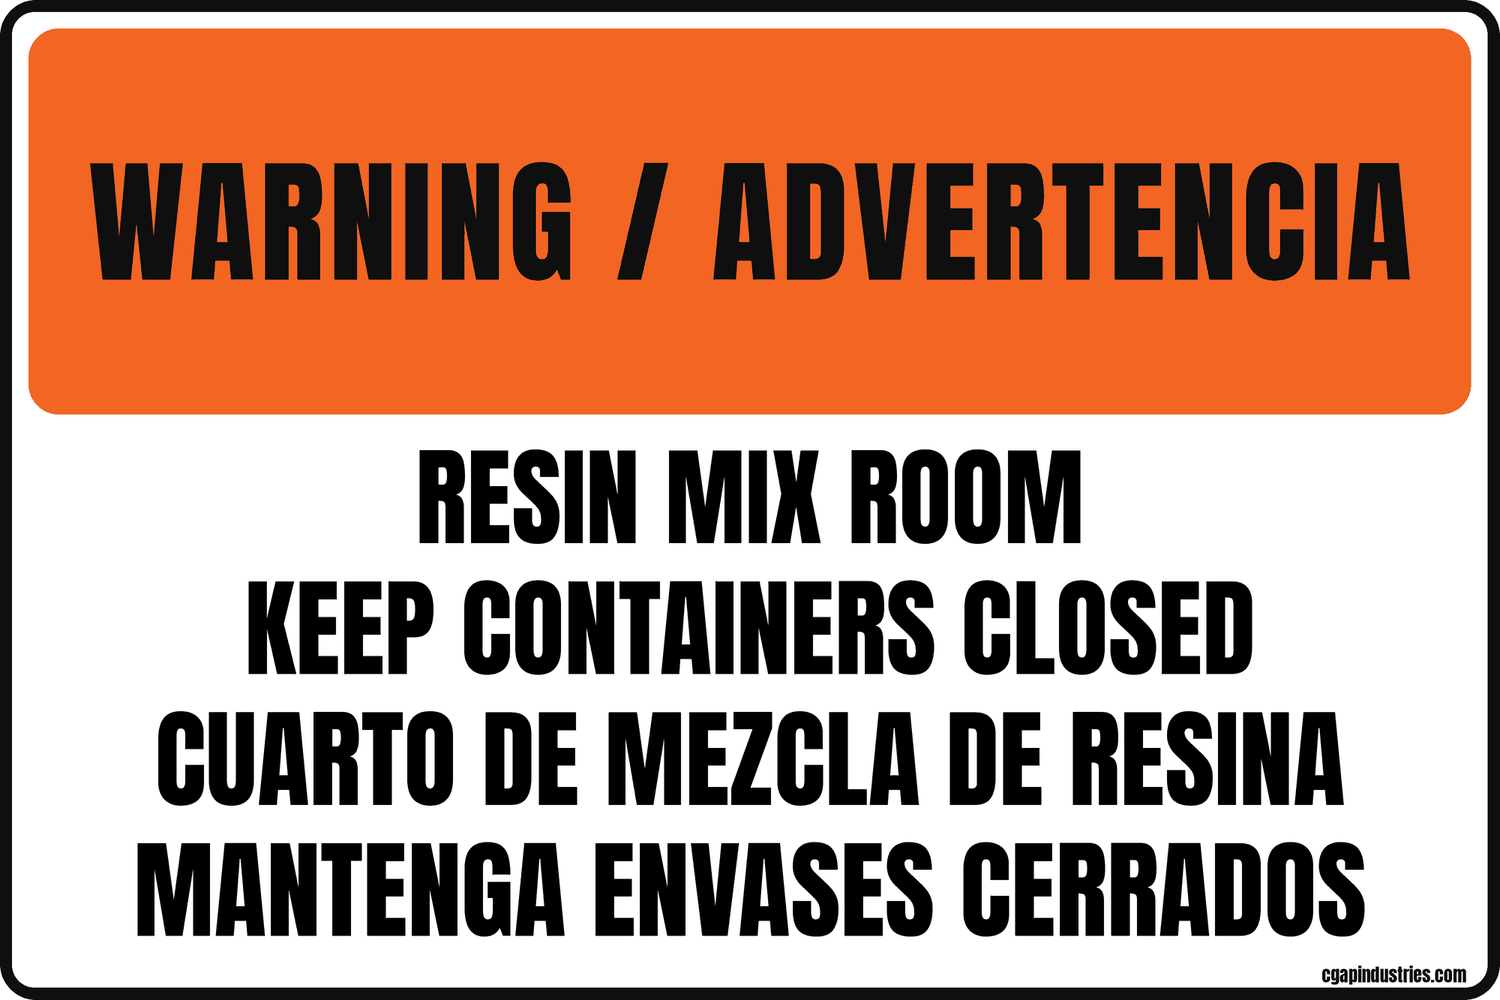 WARNING / ADVERTENCIA
RESIN MIX ROOM
KEEP CONTAINERS CLOSED
CUARTO DE MEZCLA DE RESINA
MANTENGA ENVASES CERRADOS
cgapindustries.com